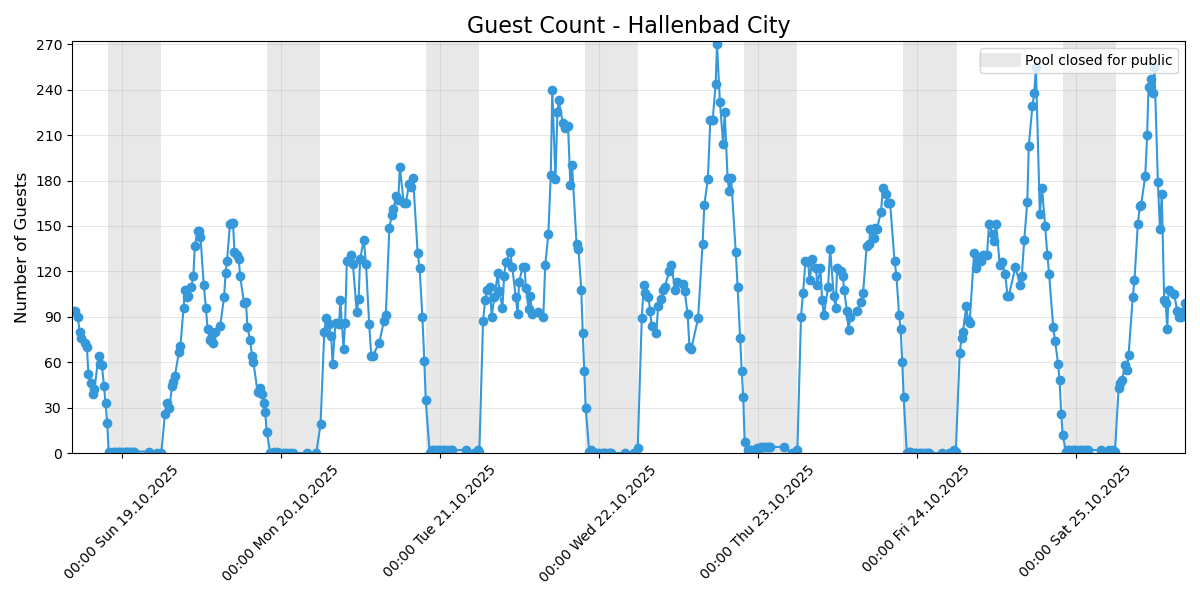 Guest Count - Hallenbad City
Pool closed for public
Number of Guests
270
240
210
180
150
120
90
60
30
0
00:00 Sun 19.10.2025
00:00 Mon 20.10.2025
00:00 Tue 21.10.2025
00:00 Wed 22.10.2025
00:00 Thu 23.10.2025
00:00 Fri 24.10.2025
00:00 Sat 25.10.2025